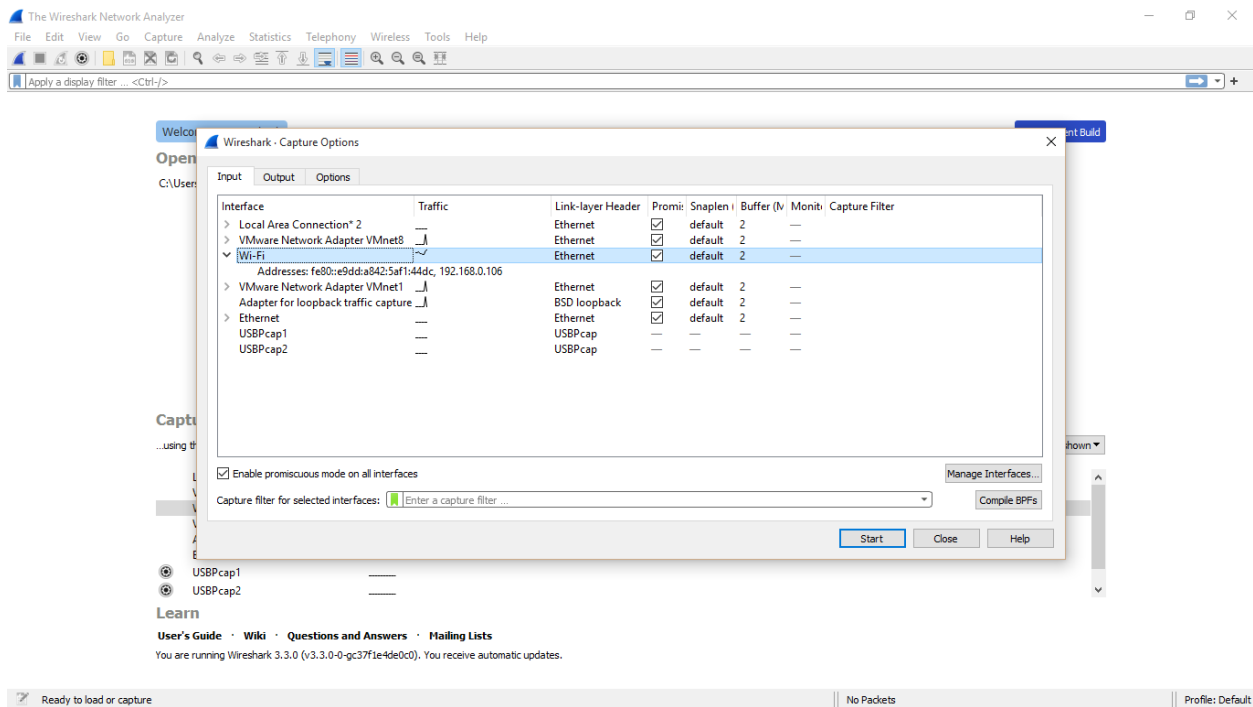 The Wireshark Network Analyzer
File Edit View Go Capture Analyze Statistics Telephony Wireless Tools Help
Apply a display filter ... <Ctrl-/>
Wireshark · Capture Options
Input Output Options
Interface Traffic Link-layer Header Promi Snaplen Buffer (M Monit Capture Filter
Local Area Connection* 2 Ethernet default 2 —
VMware Network Adapter VMnet8 Ethernet default 2 —
Wi-Fi Ethernet default 2 —
Addresses: fe80::e9dd:a842:5af1:44dc, 192.168.0.106
VMware Network Adapter VMnet1 Ethernet default 2 —
Adapter for loopback traffic capture BSD loopback default 2 —
Ethernet Ethernet default 2 —
USBPcap1 USBPcap — — — —
USBPcap2 USBPcap — — — —
Enable promiscuous mode on all interfaces
Manage Interfaces...
Capture filter for selected interfaces: Enter a capture filter ...
Compile BPFs
Start Close Help
Welco
nt Build
Open
C:\User
Captu
...using th
hown
USBPcap1
USBPcap2
Learn
User's Guide · Wiki · Questions and Answers · Mailing Lists
You are running Wireshark 3.3.0 (v3.3.0-0-gc37f1e4de0c0). You receive automatic updates.
Ready to load or capture
No Packets
Profile: Default